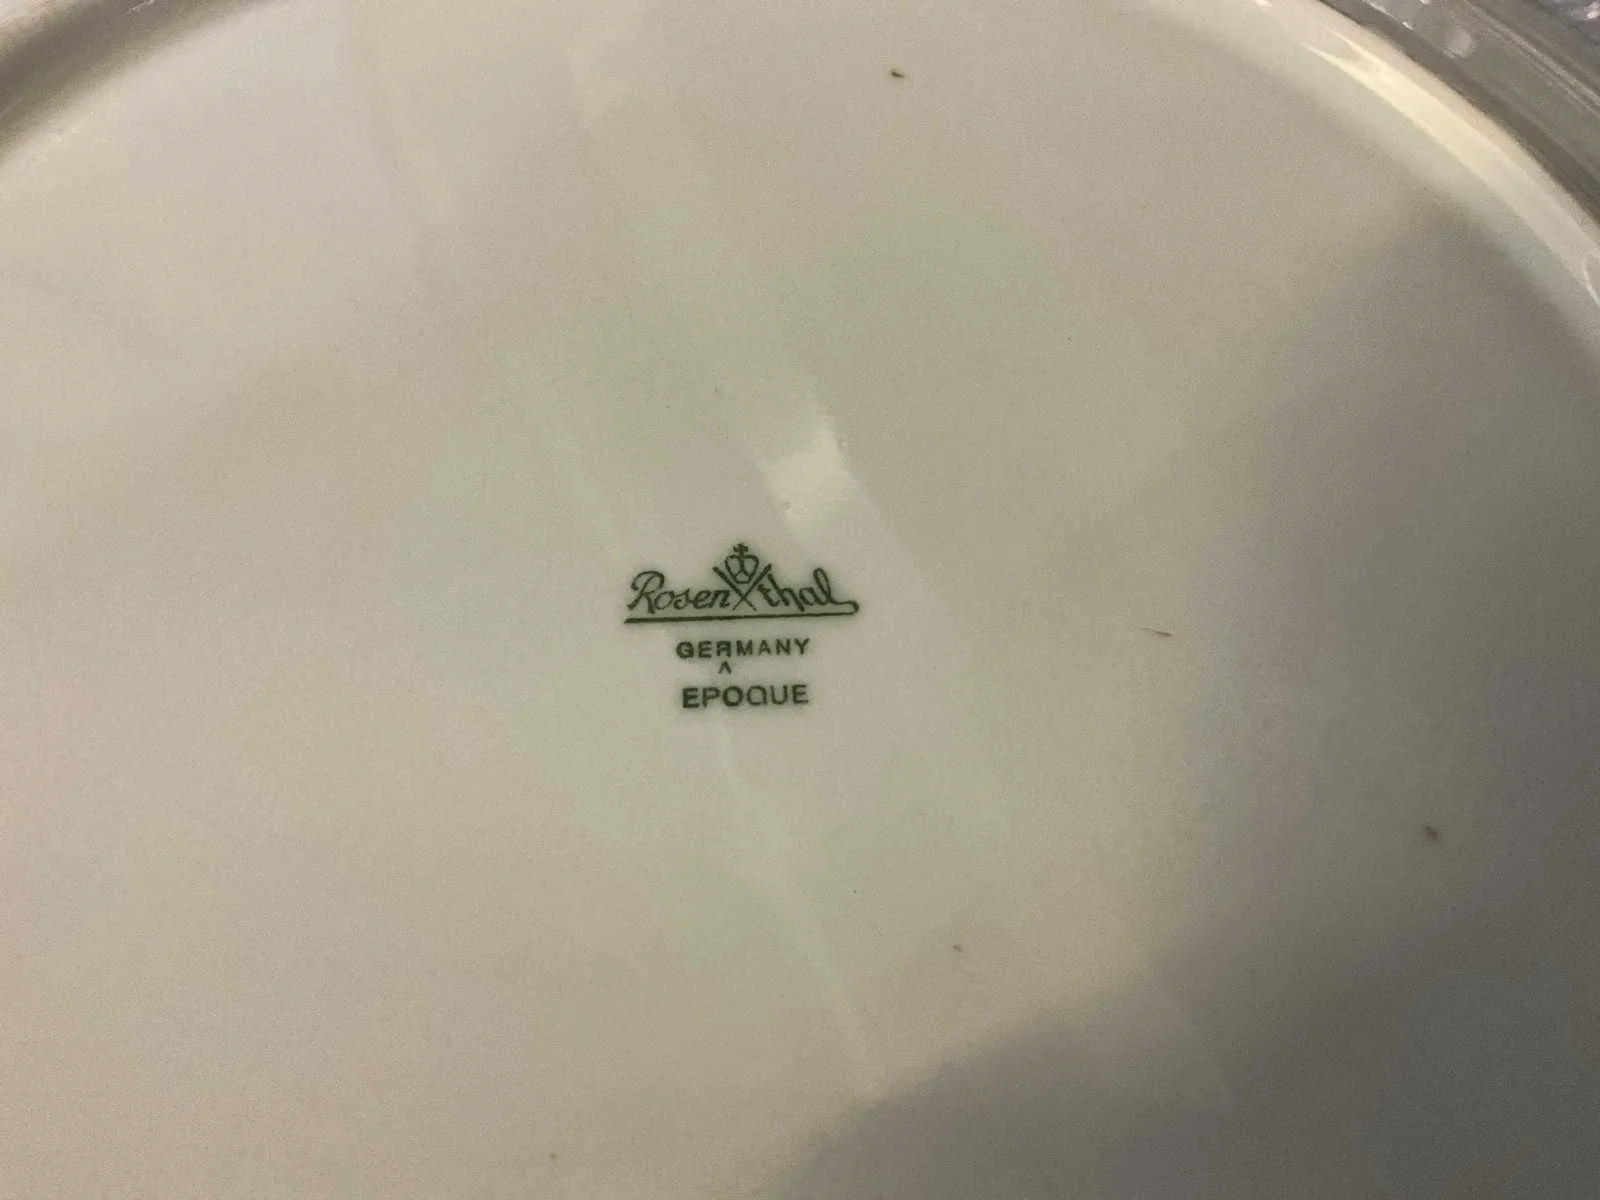 Rosenthal
GERMANY
^
EPOQUE